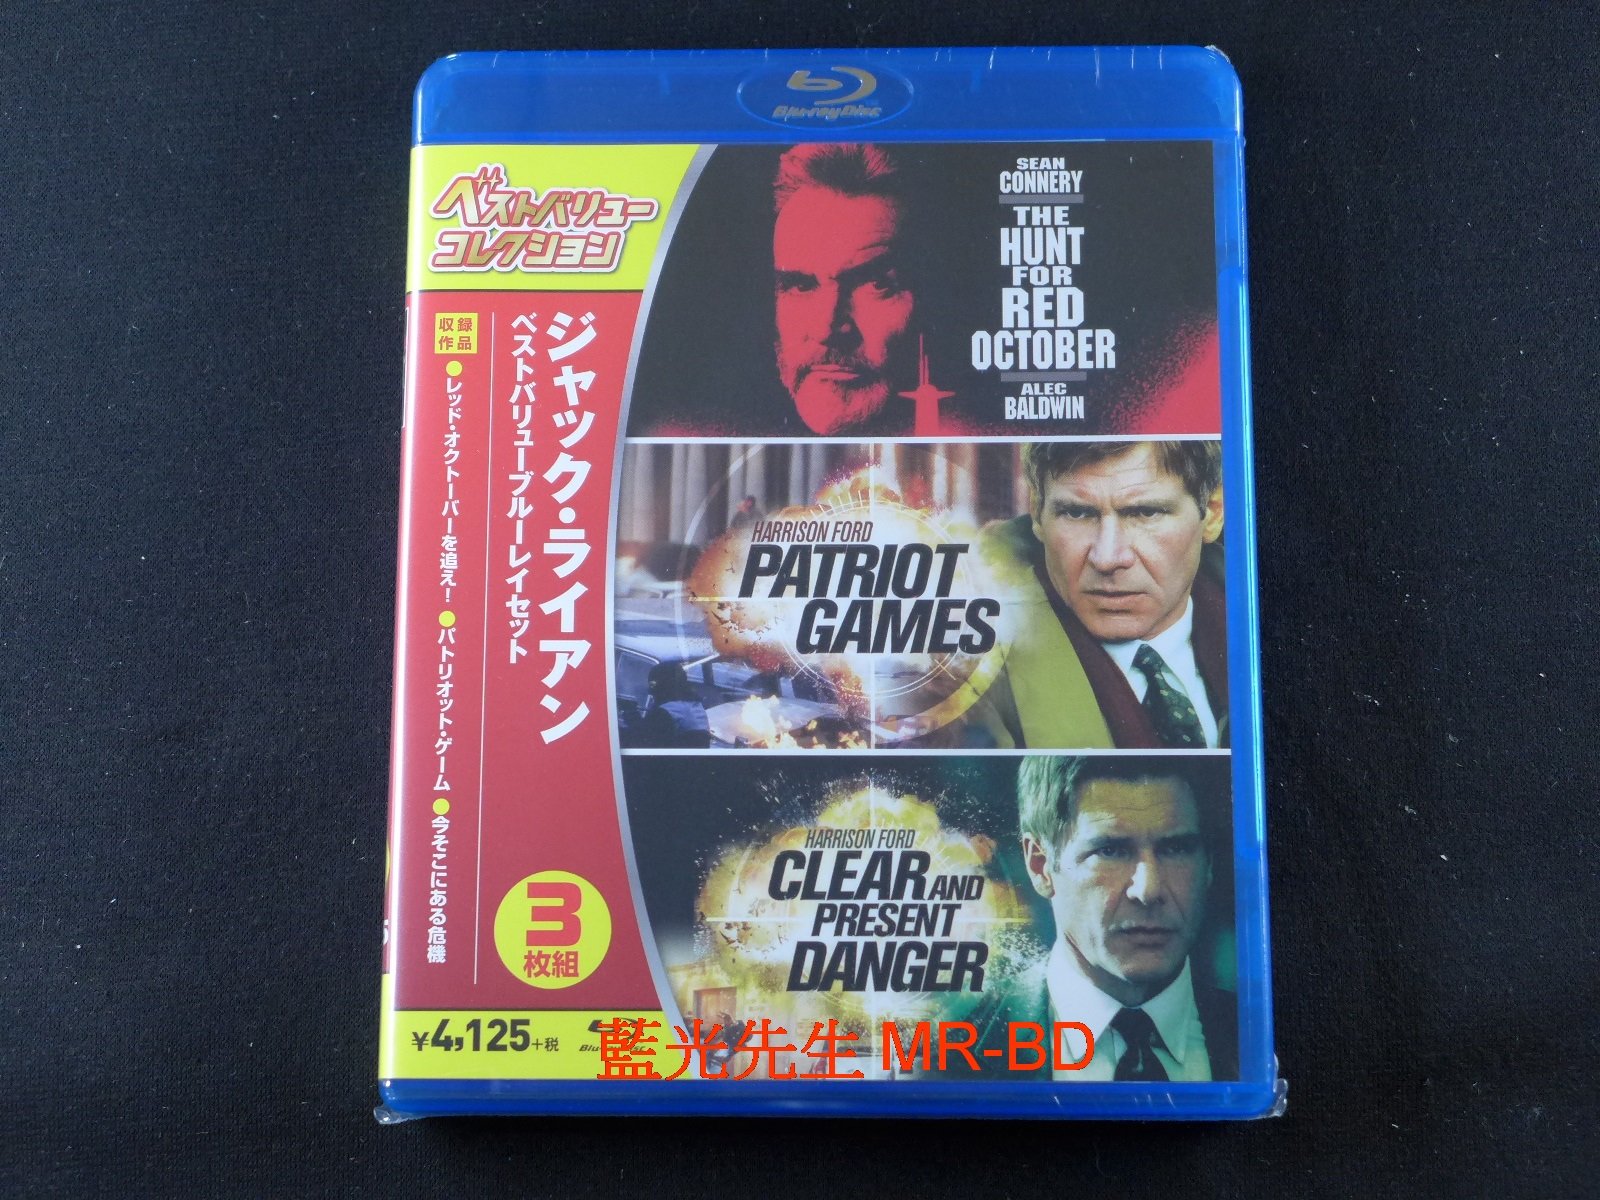 Blu-ray Disc
ベストバリュー
コレクション
収録
作品
●レッド・オクトーバーを追え!
●パトリオット・ゲーム
●今そこにある危機
ジャック・ライアン
ベストバリューブルーレイセット
3
枚組
¥4,125+税
Blu-ray Disc
SEAN
CONNERY
THE
HUNT
FOR
RED
OCTOBER
ALEC
BALDWIN
HARRISON FORD
PATRIOT
GAMES
HARRISON FORD
CLEAR AND
PRESENT
DANGER
藍光先生 MR-BD